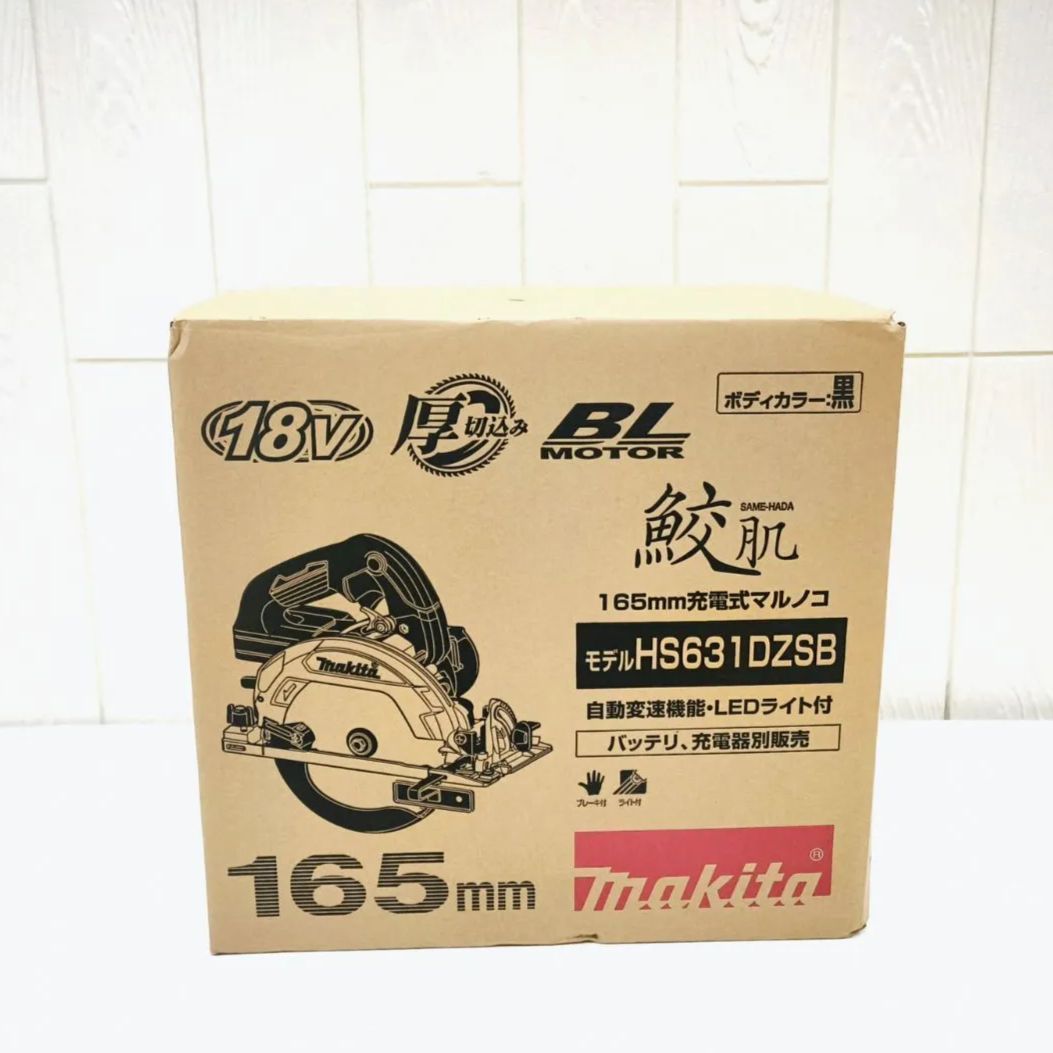 18V
厚切込み
BL
MOTOR
ボディカラー:黒
鮫肌
SAME-HADA
165mm充電式マルノコ
モデルHS631DZSB
自動変速機能・LEDライト付
バッテリ、充電器別販売
ブレーキ付 ライト付
makita®
165mm
makita®